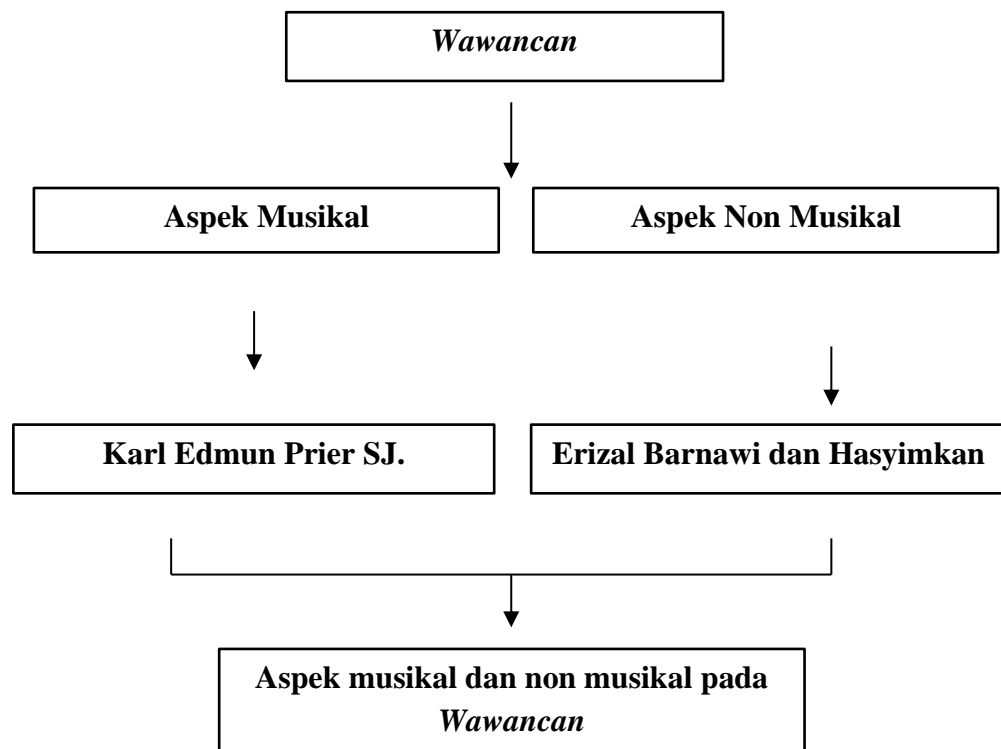 Wawancan
Aspek Musikal
Aspek Non Musikal
Karl Edmun Prier SJ.
Erizal Barnawi dan Hasyimkan
Aspek musikal dan non musikal pada
Wawancan